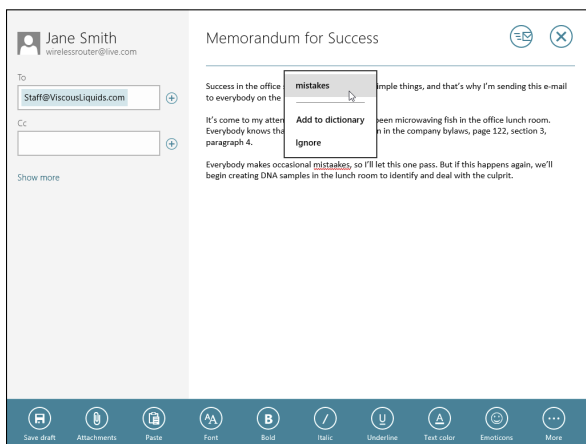 Jane Smith
wirelessrouter@live.com
To
Staff@ViscousLiquids.com
Cc
Show more
Memorandum for Success
Success in the office imple things, and that's why I'm sending this e-mail
to everybody on the
It's come to my atten been microwaving fish in the office lunch room.
Everybody knows tha n in the company bylaws, page 122, section 3,
paragraph 4.
Everybody makes occasional mistaakes, so I'll let this one pass. But if this happens again, we'll
begin creating DNA samples in the lunch room to identify and deal with the culprit.
mistakes
Add to dictionary
Ignore
Save draft
Attachments
Paste
Font
Bold
Italic
Underline
Text color
Emoticons
More